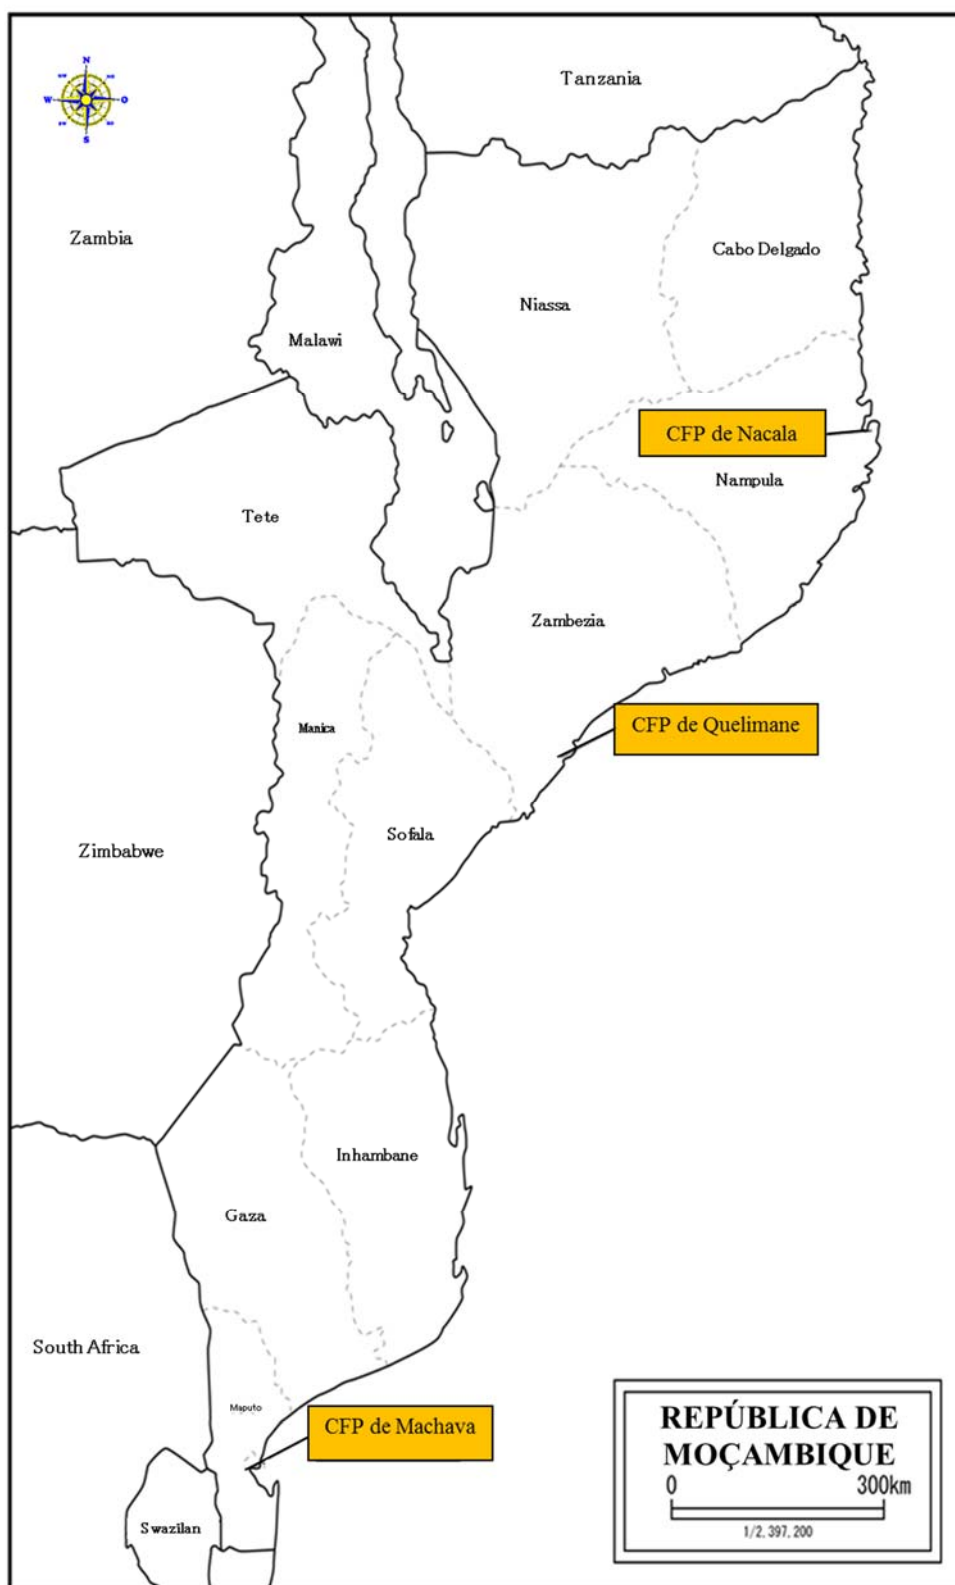 Tanzania
N
W
O
S
Zambia
Cabo Delgado
Niassa
Malawi
CFP de Nacala
Nampula
Tete
Zambezia
CFP de Quelimane
Manica
Sofala
Zimbabwe
Inhambane
Gaza
South Africa
Maputo
CFP de Machava
Swazilan
REPÚBLICA DE
MOÇAMBIQUE
0 300km
1/2,397,200